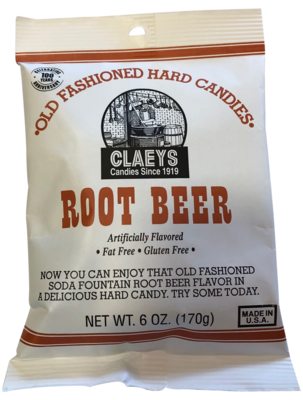 CELEBRATING
100
YEARS
ANNIVERSARY
•OLD FASHIONED HARD CANDIES•
CLAEYS
Candies Since 1919
ROOT BEER
Artificially Flavored
• Fat Free • Gluten Free •
NOW YOU CAN ENJOY THAT OLD FASHIONED
SODA FOUNTAIN ROOT BEER FLAVOR IN
A DELICIOUS HARD CANDY. TRY SOME TODAY.
NET WT. 6 OZ. (170g)
MADE IN
U.S.A.